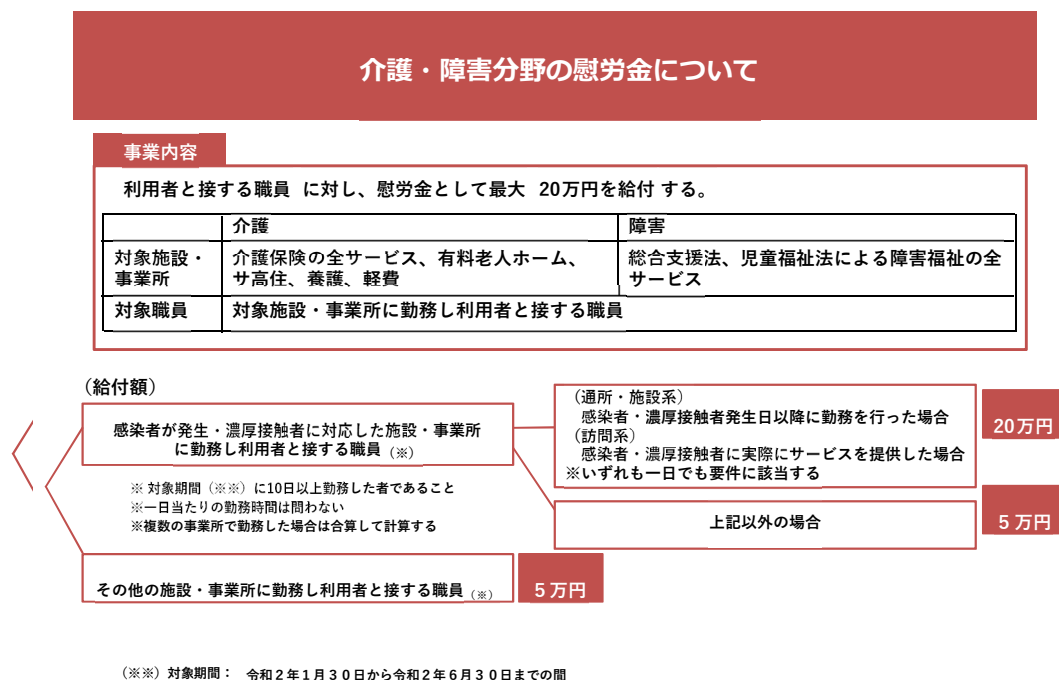 介護・障害分野の慰労金について
事業内容
利用者と接する職員 に対し、慰労金として最大 20万円を給付 する。
介護
障害
対象施設・
事業所
介護保険の全サービス、有料老人ホーム、
サ高住、養護、軽費
総合支援法、児童福祉法による障害福祉の全
サービス
対象職員
対象施設・事業所に勤務し利用者と接する職員
（給付額）
感染者が発生・濃厚接触者に対応した施設・事業所
に勤務し利用者と接する職員（※）
（通所・施設系）
感染者・濃厚接触者発生日以降に勤務を行った場合
（訪問系）
感染者・濃厚接触者に実際にサービスを提供した場合
※いずれも一日でも要件に該当する
20万円
※ 対象期間（※※）に10日以上勤務した者であること
※一日当たりの勤務時間は問わない
※複数の事業所で勤務した場合は合算して計算する
上記以外の場合
５万円
その他の施設・事業所に勤務し利用者と接する職員（※）
５万円
（※※）対象期間： 令和２年１月３０日から令和２年６月３０日までの間